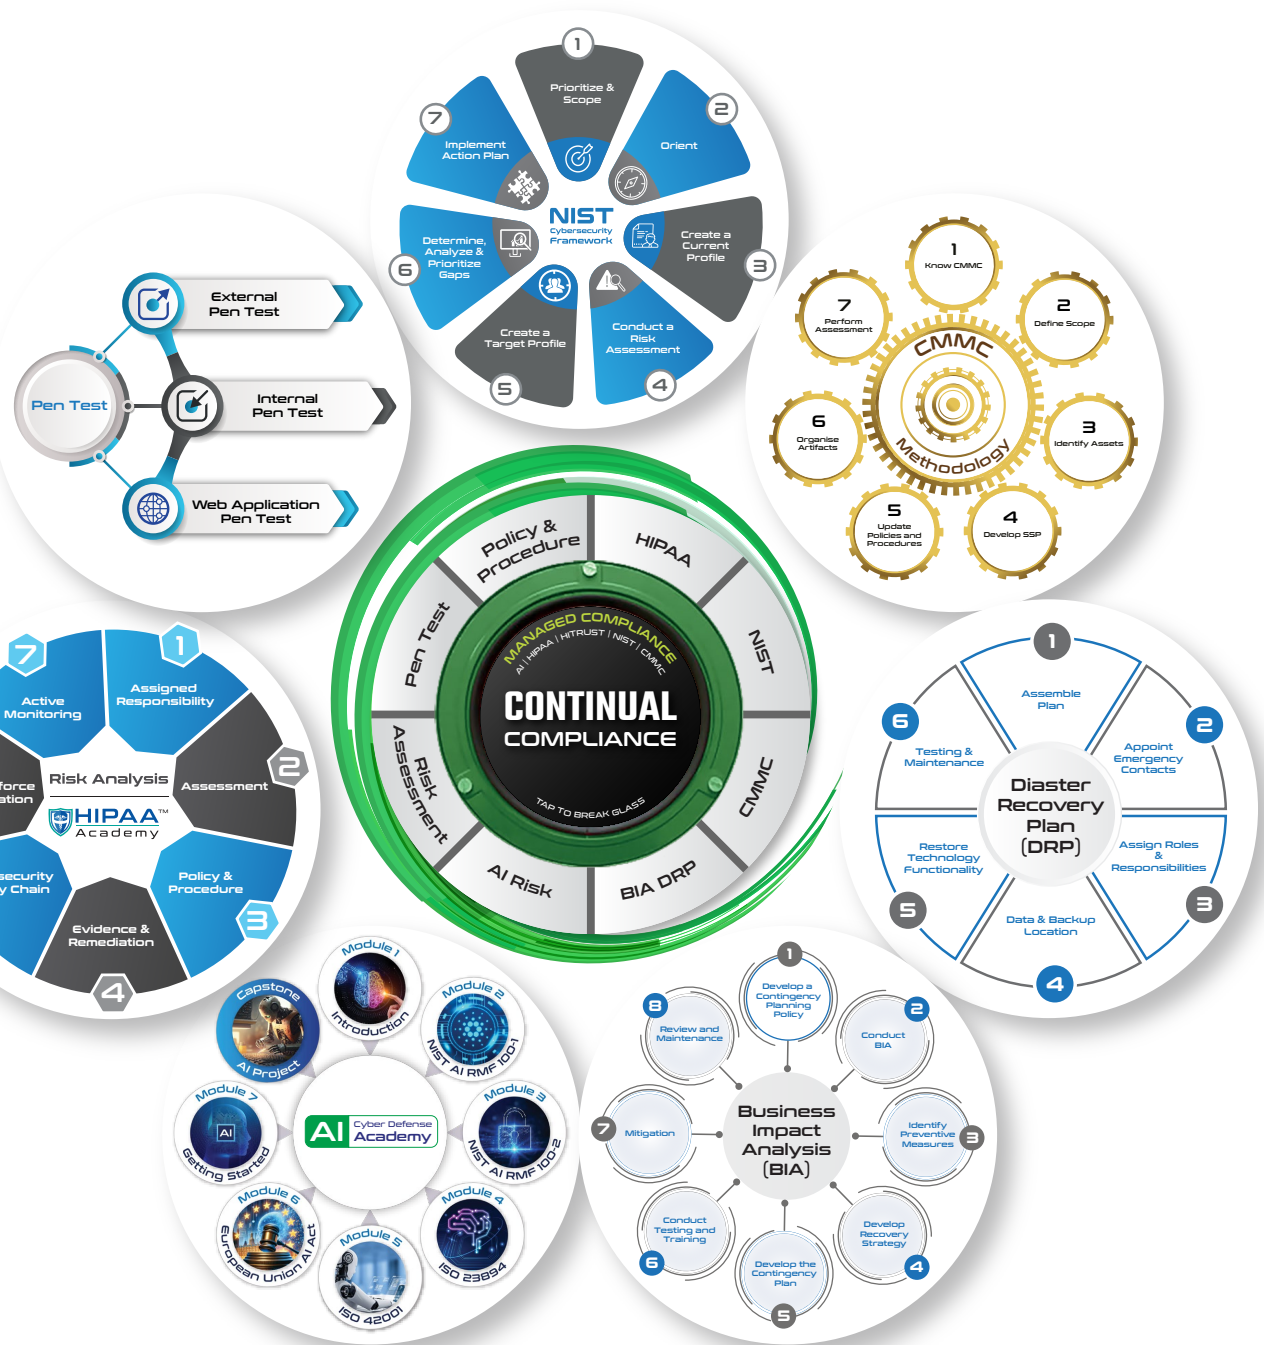 1
Prioritize &
Scope
2
Orient
3
Create a
Current
Profile
4
Conduct a
Risk
Assessment
5
Create a
Target Profile
6
Determine,
Analyze &
Prioritize
Gaps
7
Implement
Action Plan
NIST
Cybersecurity
Framework
Pen Test
External
Pen Test
Internal
Pen Test
Web Application
Pen Test
CMMC
Methodology
1
Know CMMC
2
Define Scope
3
Identify Assets
4
Develop SSP
5
Update
Policies and
Procedures
6
Organise
Artifacts
7
Perform
Assessment
Policy &
Procedure
HIPAA
NIST
CMMC
BIA DRP
AI Risk
Risk
Assessment
Pen Test
MANAGED COMPLIANCE
AI | HIPAA | HITRUST | NIST | CMMC
CONTINUAL
COMPLIANCE
TAP TO BREAK GLASS
Risk Analysis
HIPAA™
Academy
1
Assigned
Responsibility
2
Assessment
3
Policy &
Procedure
4
Evidence &
Remediation
security
y Chain
force
ation
7
Active
Monitoring
Diaster
Recovery
Plan
(DRP)
1
Assemble
Plan
2
Appoint
Emergency
Contacts
3
Assign Roles
&
Responsibilities
4
Data & Backup
Location
5
Restore
Technology
Functionality
6
Testing &
Maintenance
AI
Cyber Defense
Academy
Module 1
Introduction
Module 2
NIST AI RMF 100-1
Module 3
NIST AI RMF 100-2
Module 4
ISO 23894
Module 5
ISO 42001
Module 6
European Union AI Act
Module 7
AI
Getting Started
Capstone
AI Project
Business
Impact
Analysis
(BIA)
1
Develop a
Contingency
Planning
Policy
2
Conduct
BIA
3
Identify
Preventive
Measures
4
Develop
Recovery
Strategy
5
Develop the
Contingency
Plan
6
Conduct
Testing and
Training
7
Mitigation
8
Review and
Maintenance